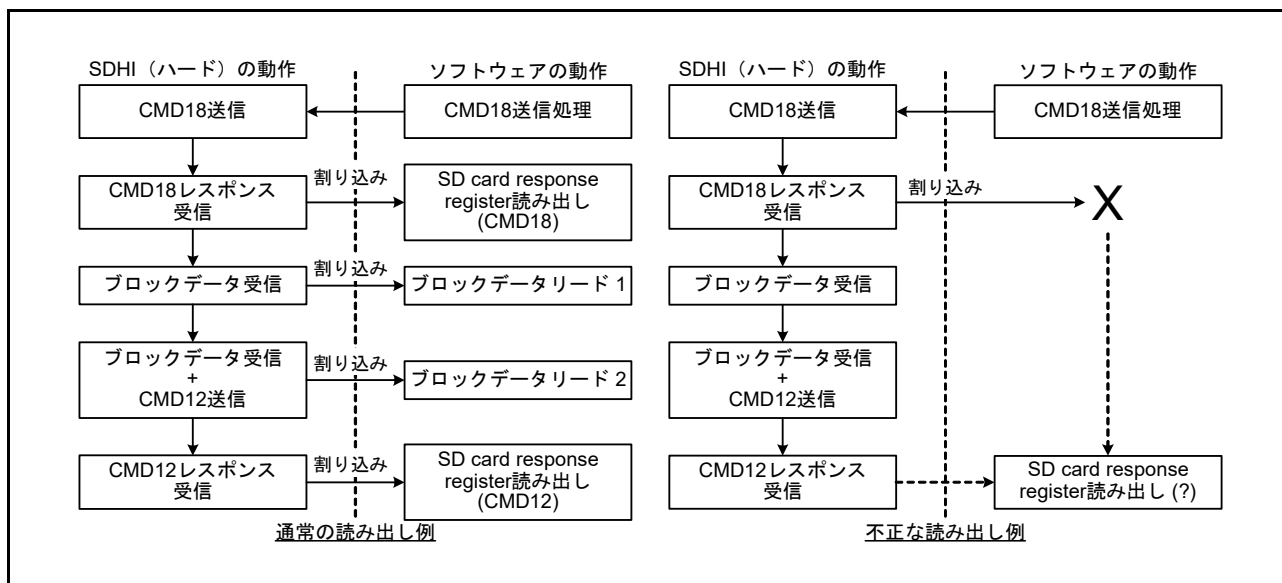 SDHI（ハード）の動作
ソフトウェアの動作
CMD18送信
CMD18送信処理
CMD18レスポンス
受信
割り込み
SD card response
register読み出し
(CMD18)
ブロックデータ受信
割り込み
ブロックデータリード 1
ブロックデータ受信
+
CMD12送信
割り込み
ブロックデータリード 2
CMD12レスポンス
受信
割り込み
SD card response
register読み出し
(CMD12)
通常の読み出し例
SDHI（ハード）の動作
ソフトウェアの動作
CMD18送信
CMD18送信処理
CMD18レスポンス
受信
割り込み
X
ブロックデータ受信
ブロックデータ受信
+
CMD12送信
CMD12レスポンス
受信
SD card response
register読み出し (?)
不正な読み出し例